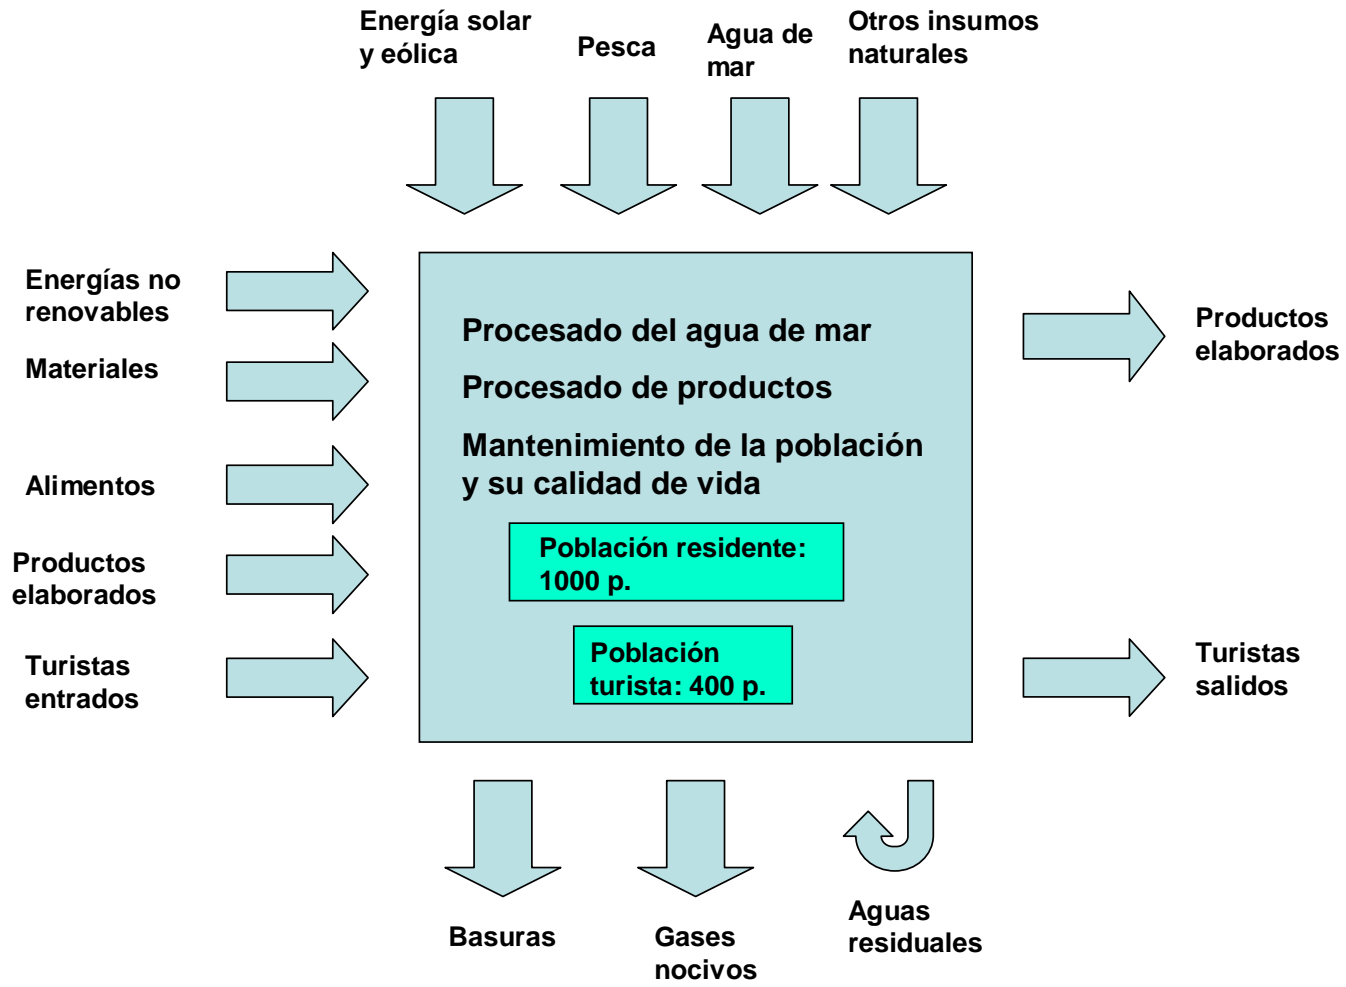 Energía solar
y eólica
Pesca
Agua de
mar
Otros insumos
naturales
Energías no
renovables
Materiales
Alimentos
Productos
elaborados
Turistas
entrados
Procesado del agua de mar
Procesado de productos
Mantenimiento de la población
y su calidad de vida
Población residente:
1000 p.
Población
turista: 400 p.
Productos
elaborados
Turistas
salidos
Basuras
Gases
nocivos
Aguas
residuales